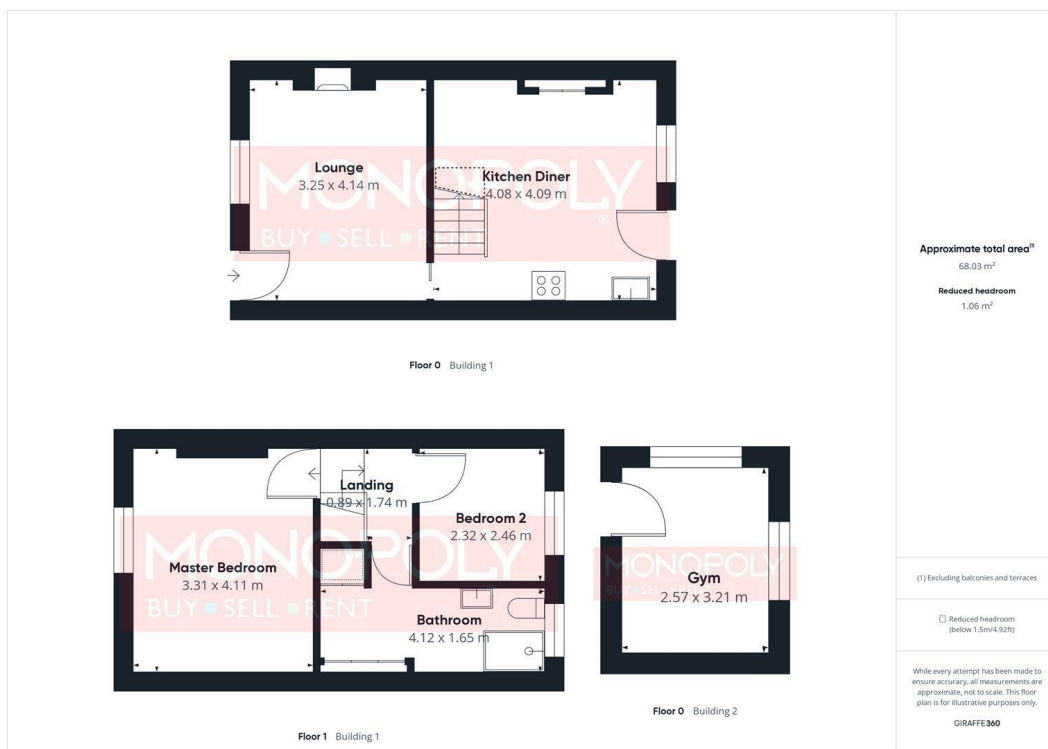 Lounge
3.25 x 4.14 m
Kitchen Diner
4.08 x 4.09 m
MONOPOLY
®
BUY SELL RENT
Floor 0 Building 1
Approximate total area(1)
68.03 m²
Reduced headroom
1.06 m²
Landing
0.89 x 1.74 m
Bedroom 2
2.32 x 2.46 m
Master Bedroom
3.31 x 4.11 m
Bathroom
4.12 x 1.65 m
MONOPOLY
BUY SELL RENT
Gym
2.57 x 3.21 m
MONOPOLY
BUY SELL
Floor 0 Building 2
Floor 1 Building 1
(1) Excluding balconies and terraces
Reduced headroom
(below 1.5m/4.92ft)
While every attempt has been made to
ensure accuracy, all measurements are
approximate, not to scale. This floor
plan is for illustrative purposes only.
GIRAFFE360